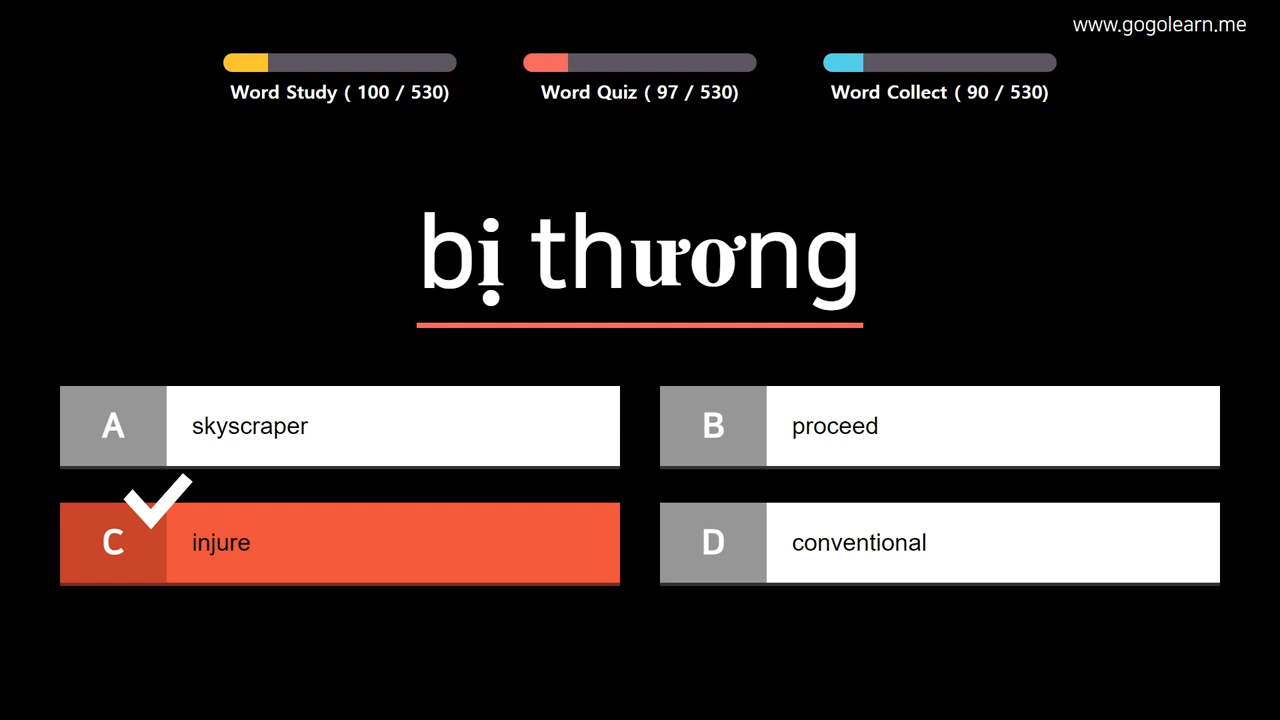 www.gogolearn.me
Word Study ( 100 / 530)
Word Quiz ( 97 / 530)
Word Collect ( 90 / 530)
bị thương
A skyscraper
B proceed
C injure
D conventional